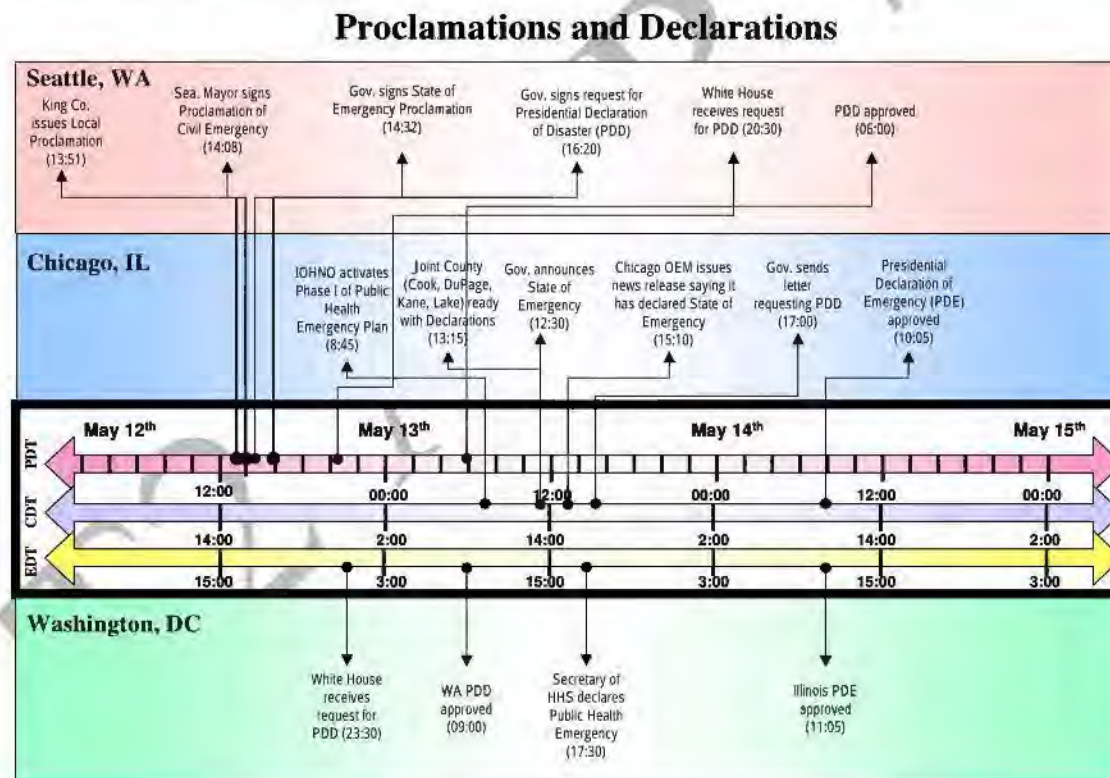 Proclamations and Declarations
Seattle, WA
King Co.
issues Local
Proclamation
(13:51)
Sea. Mayor signs
Proclamation of
Civil Emergency
(14:08)
Gov. signs State of
Emergency Proclamation
(14:32)
Gov. signs request for
Presidential Declaration
of Disaster (PDD)
(16:20)
White House
receives request
for PDD (20:30)
PDD approved
(06:00)
Chicago, IL
IOHNO activates
Phase I of Public
Health
Emergency Plan
(8:45)
Joint County
(Cook, DuPage,
Kane, Lake) ready
with Declarations
(13:15)
Gov. announces
State of
Emergency
(12:30)
Chicago OEM issues
news release saying it
has declared State of
Emergency
(15:10)
Gov. sends
letter
requesting PDD
(17:00)
Presidential
Declaration of
Emergency (PDE)
approved
(10:05)
May 12th
May 13th
May 14th
May 15th
PDT
12:00
00:00
12:00
00:00
12:00
00:00
CDT
14:00
2:00
14:00
2:00
14:00
2:00
EDT
15:00
3:00
15:00
3:00
15:00
3:00
Washington, DC
White House
receives
request for
PDD (23:30)
WA PDD
approved
(09:00)
Secretary of
HHS declares
Public Health
Emergency
(17:30)
Illinois PDE
approved
(11:05)